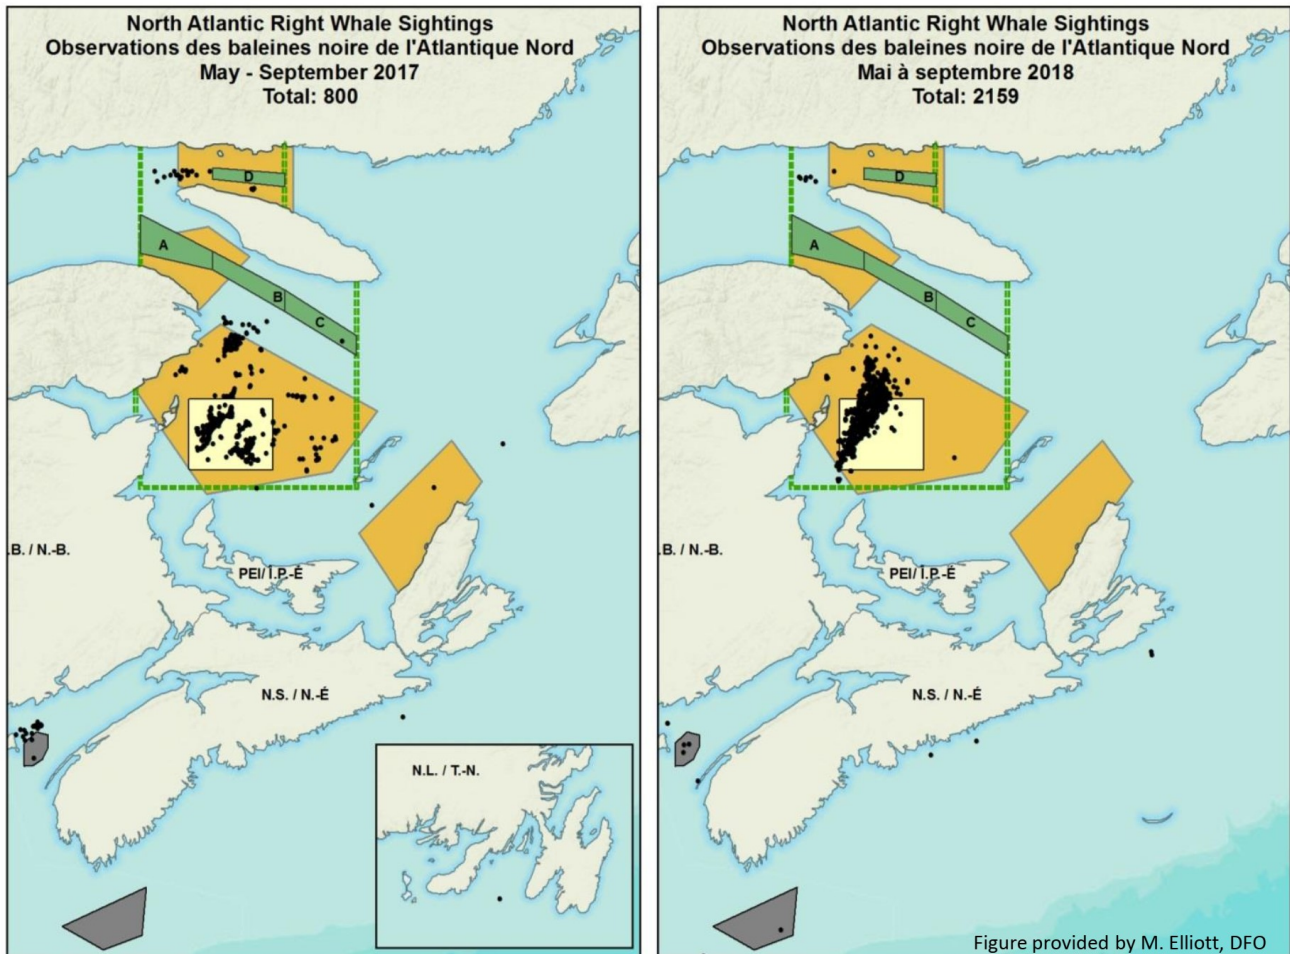 North Atlantic Right Whale Sightings
Observations des baleines noire de l'Atlantique Nord
May - September 2017
Total: 800
D
A
B
C
.B. / N.-B.
PEI/ Î.P.-É
N.S. / N.-É
N.L. / T.-N.
North Atlantic Right Whale Sightings
Observations des baleines noire de l'Atlantique Nord
Mai à septembre 2018
Total: 2159
D
A
B
C
.B. / N.-B.
PEI/ Î.P.-É
N.S. / N.-É
Figure provided by M. Elliott, DFO